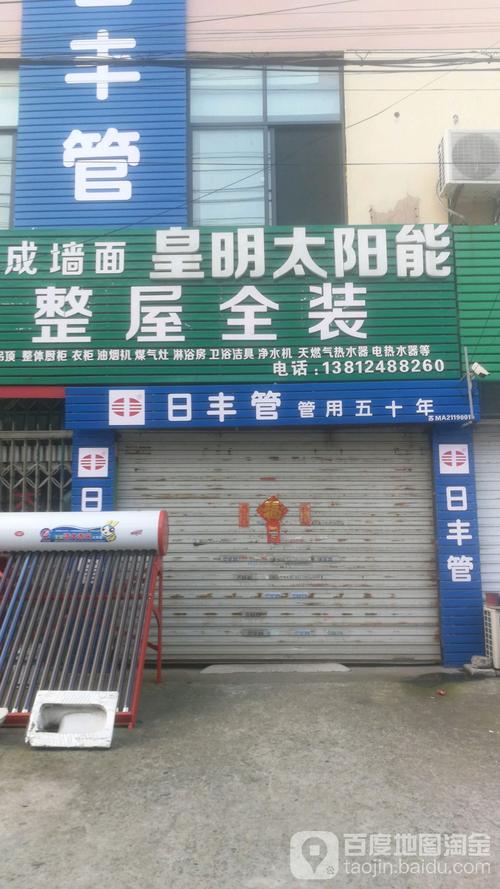 丰管
成墙面 皇明太阳能
整屋全装
吊顶 整体厨柜 衣柜 油烟机 煤气灶 淋浴房 卫浴洁具 净水机 天燃气热水器 电热水器等
电话:13812488260
日丰管 管用五十年
日丰管
日
百度地图淘金
taojin.baidu.com